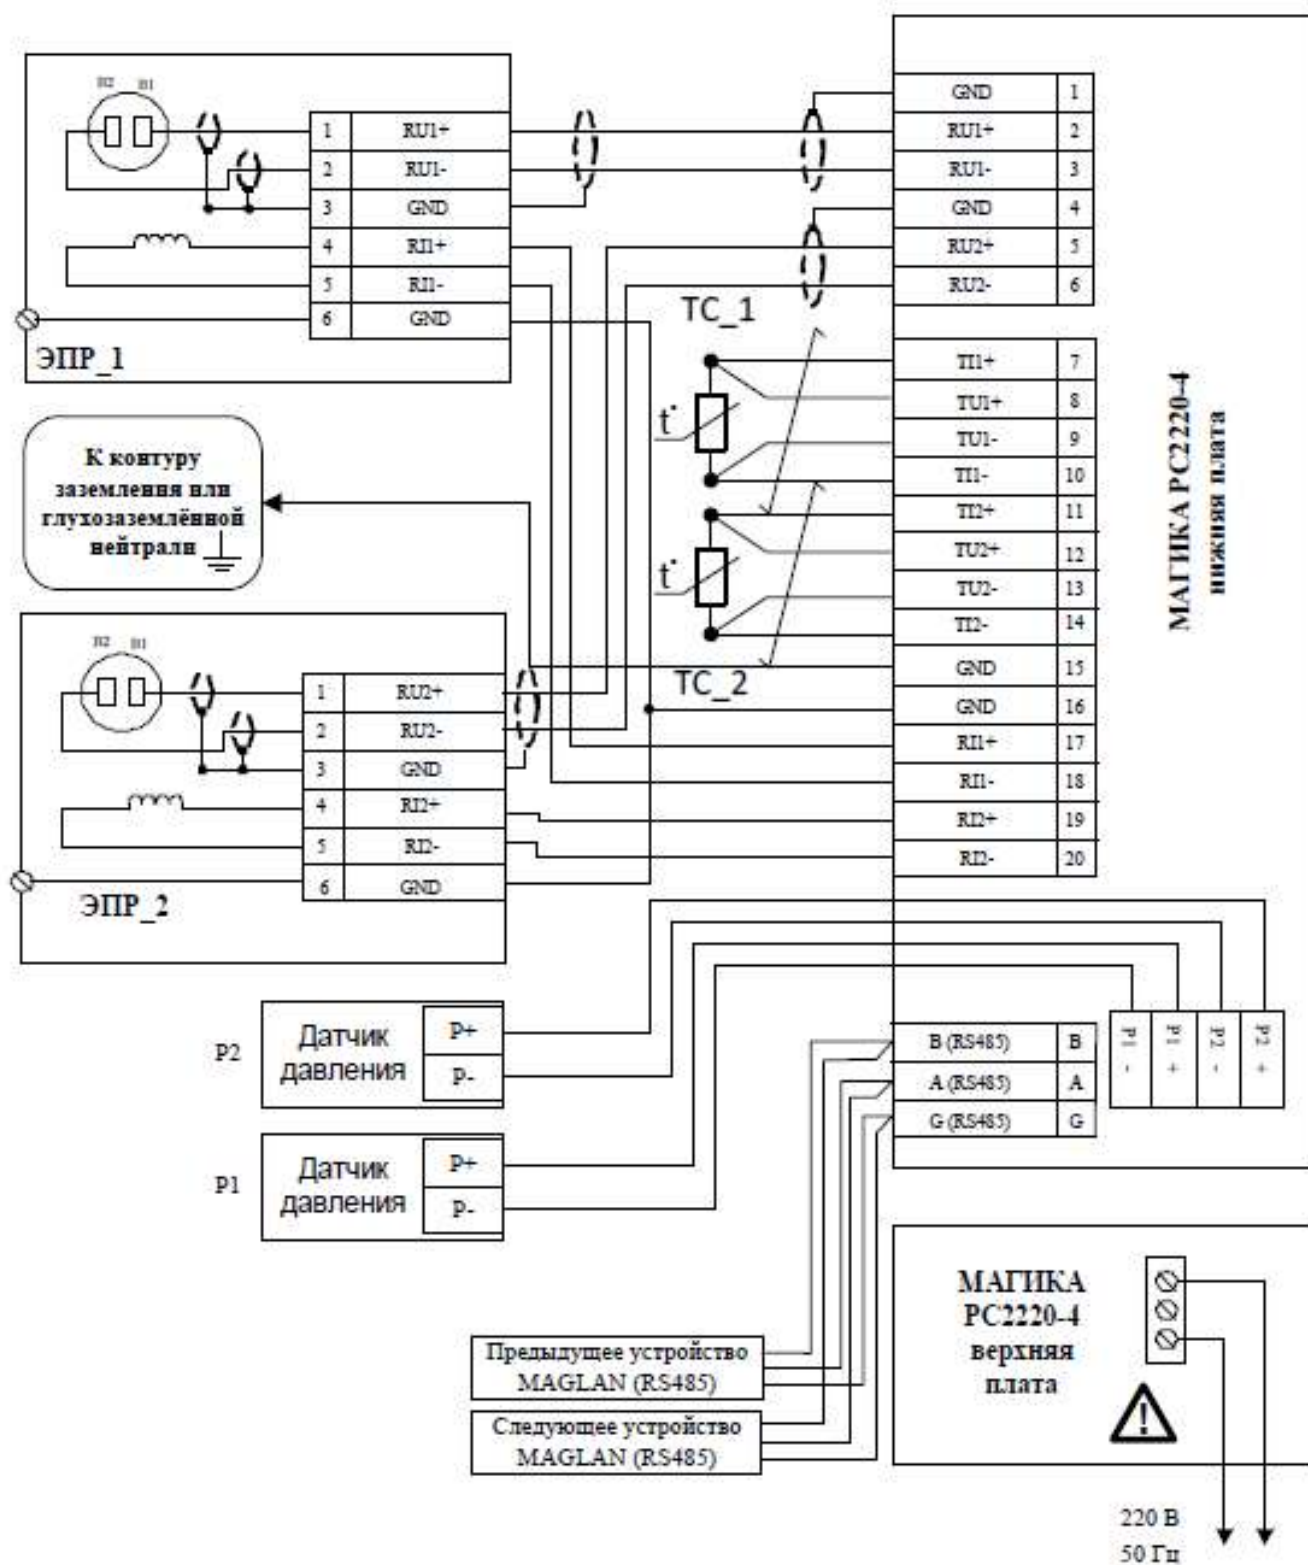 B2 B1
1 RU1+
2 RU1-
3 GND
4 RI1+
5 RI1-
6 GND
ЭПР_1
К контуру
заземления или
глухозаземлённой
нейтрали
B2 B1
1 RU2+
2 RU2-
3 GND
4 RI2+
5 RI2-
6 GND
ЭПР_2
TC_1
t°
t°
TC_2
GND 1
RU1+ 2
RU1- 3
GND 4
RU2+ 5
RU2- 6
TI1+ 7
TU1+ 8
TU1- 9
TI1- 10
TI2+ 11
TU2+ 12
TU2- 13
TI2- 14
GND 15
GND 16
RI1+ 17
RI1- 18
RI2+ 19
RI2- 20
МАГИКА РС2220-4
нижняя плата
P2
Датчик
давления
P+
P-
P1
Датчик
давления
P+
P-
B (RS485) B
A (RS485) A
G (RS485) G
P1 -
P1 +
P2 -
P2 +
Предыдущее устройство
MAGLAN (RS485)
Следующее устройство
MAGLAN (RS485)
МАГИКА
РС2220-4
верхняя
плата
!
220 В
50 Гц